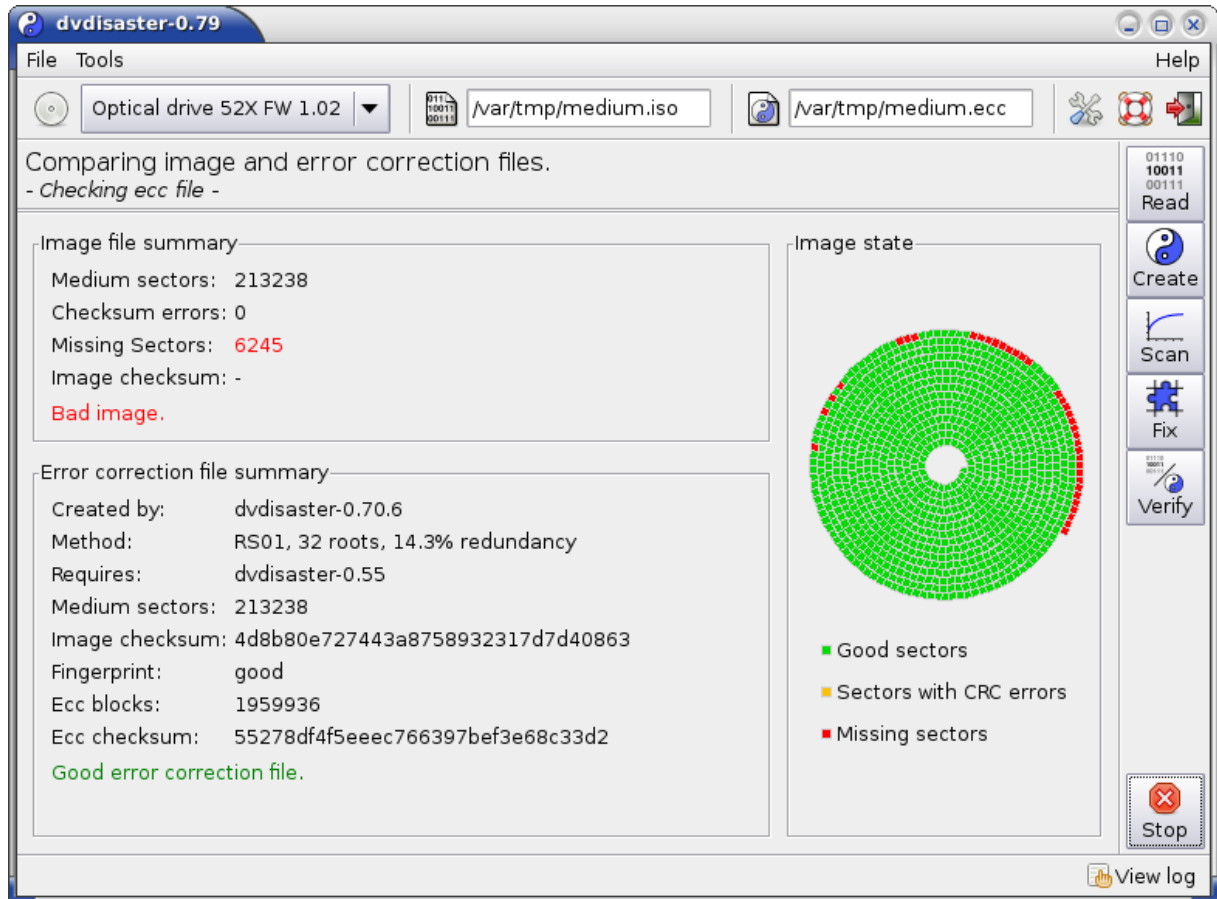 dvdisaster-0.79
File Tools Help
Optical drive 52X FW 1.02 /var/tmp/medium.iso /var/tmp/medium.ecc
Comparing image and error correction files.
- Checking ecc file -
Image file summary
Medium sectors: 213238
Checksum errors: 0
Missing Sectors: 6245
Image checksum: -
Bad image.
Error correction file summary
Created by: dvdisaster-0.70.6
Method: RS01, 32 roots, 14.3% redundancy
Requires: dvdisaster-0.55
Medium sectors: 213238
Image checksum: 4d8b80e727443a8758932317d7d40863
Fingerprint: good
Ecc blocks: 1959936
Ecc checksum: 55278df4f5eeec766397bef3e68c33d2
Good error correction file.
Image state
Good sectors
Sectors with CRC errors
Missing sectors
01110
10011
00111
Read
Create
Scan
Fix
Verify
Stop
View log